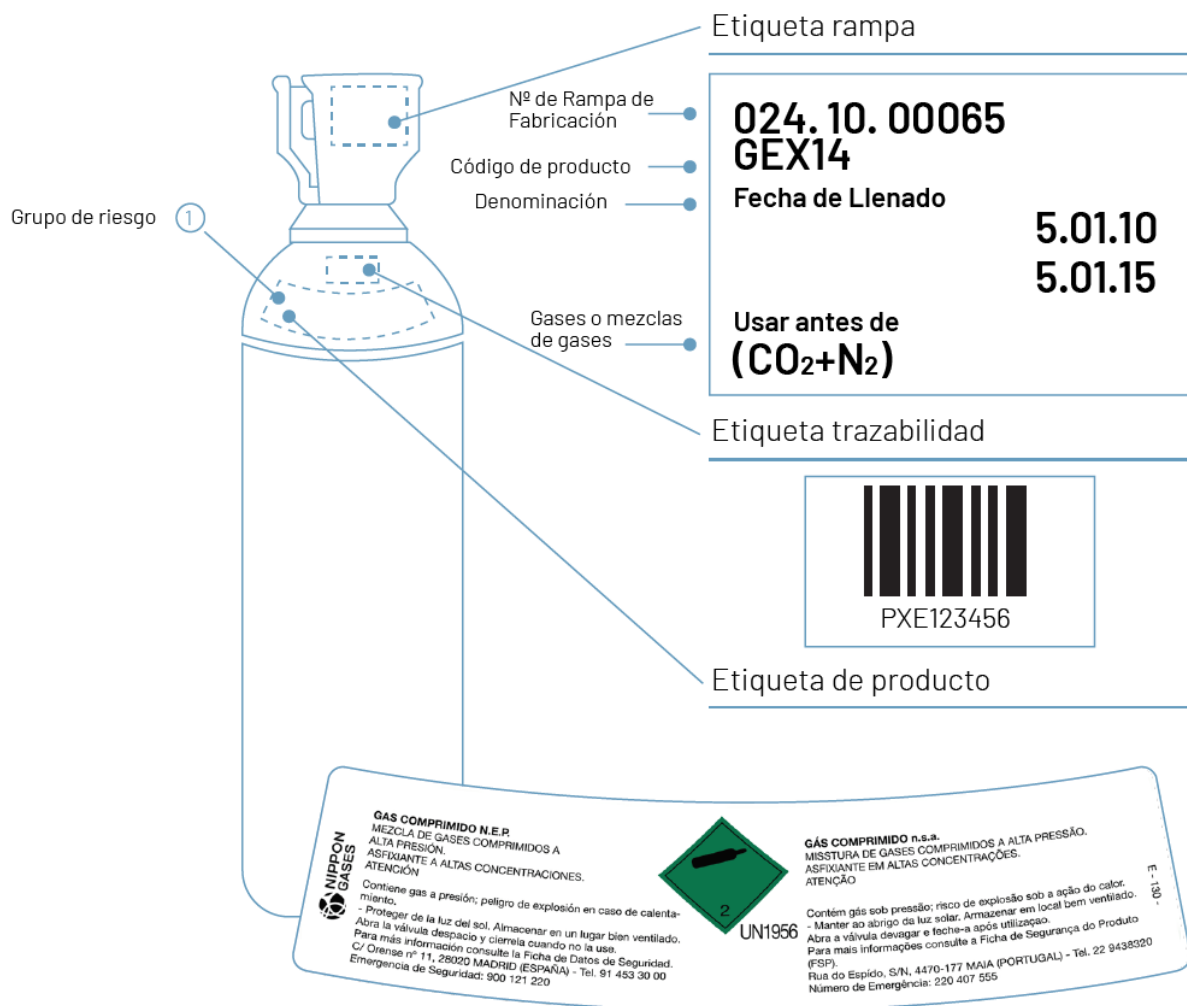 Etiqueta rampa
Nº de Rampa de
Fabricación
Código de producto
Denominación
Gases o mezclas
de gases
Grupo de riesgo
1
024. 10. 00065
GEX14
Fecha de Llenado
5.01.10
5.01.15
Usar antes de
(CO₂+N₂)
Etiqueta trazabilidad
PXE123456
Etiqueta de producto
NIPPON
GASES
GAS COMPRIMIDO N.E.P.
MEZCLA DE GASES COMPRIMIDOS A
ALTA PRESIÓN.
ASFIXIANTE A ALTAS CONCENTRACIONES.
ATENCIÓN
Contiene gas a presión; peligro de explosión en caso de calenta-
miento.
- Proteger de la luz del sol. Almacenar en un lugar bien ventilado.
Abra la válvula despacio y cierrela cuando no la use.
Para más información consulte la Ficha de Datos de Seguridad.
C/ Orense nº 11, 28020 MADRID (ESPAÑA) - Tel. 91 453 30 00
Emergencia de Seguridad: 900 121 220
2
UN1956
GÁS COMPRIMIDO n.s.a.
MISSTURA DE GASES COMPRIMIDOS A ALTA PRESSÃO.
ASFIXIANTE EM ALTAS CONCENTRAÇÕES.
ATENÇÃO
Contém gás sob pressão; risco de explosão sob a ação do calor.
- Manter ao abrigo da luz solar. Armazenar em local bem ventilado.
Abra a válvula devagar e feche-a após utilizaçao.
Para mais informações consulte a Ficha de Segurança do Produto
(FSP).
Rua do Espído, S/N, 4470-177 MAIA (PORTUGAL) - Tel. 22 9438320
Número de Emergência: 220 407 555
E - 130 -